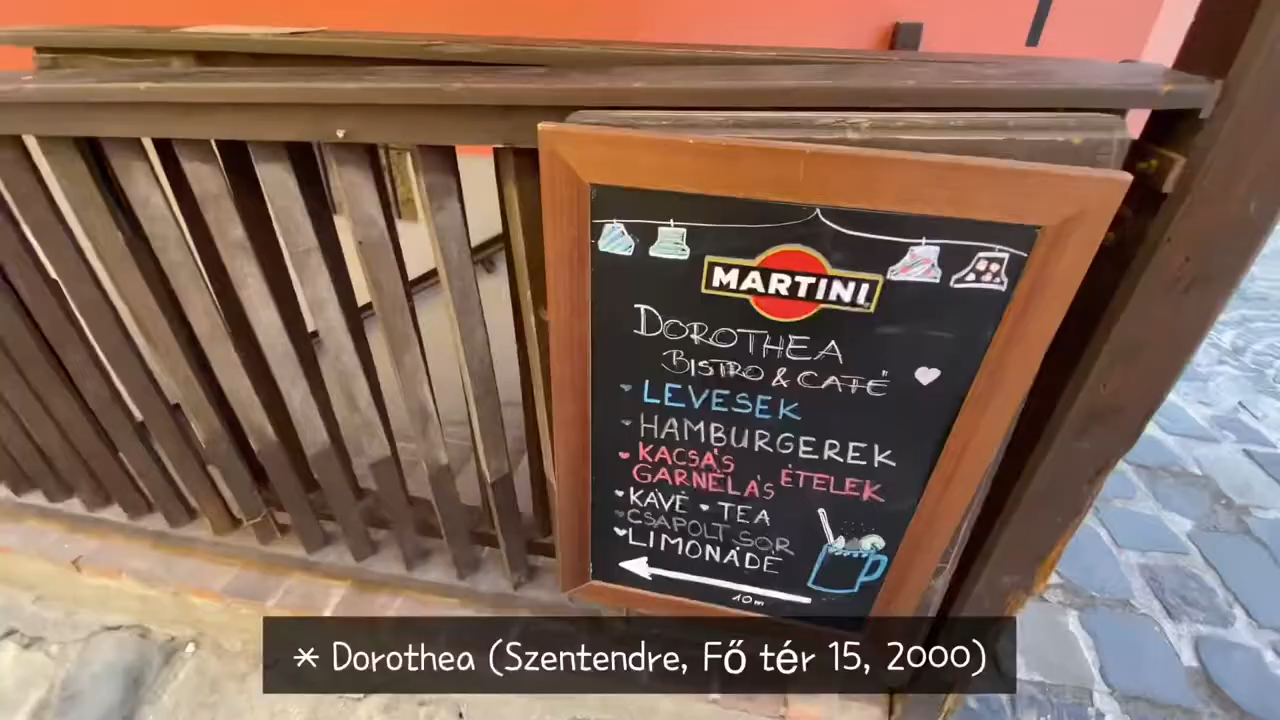 MARTINI
DOROTHEA
BISTRO & CAFÉ
LEVESEK
HAMBURGEREK
KACSÁS
GARNÉLÁS ÉTELEK
KÁVÉ • TEA
CSAPOLT SÖR
LIMONÁDÉ
10m
* Dorothea (Szentendre, Fő tér 15, 2000)